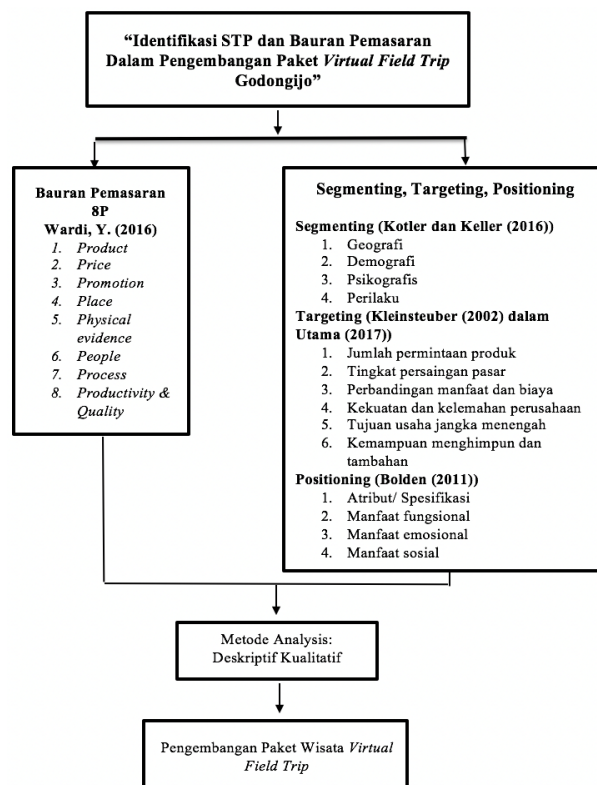 “Identifikasi STP dan Bauran Pemasaran
Dalam Pengembangan Paket Virtual Field Trip
Godongijo”
Bauran Pemasaran
8P
Wardi, Y. (2016)
1. Product
2. Price
3. Promotion
4. Place
5. Physical
evidence
6. People
7. Process
8. Productivity &
Quality
Segmenting, Targeting, Positioning
Segmenting (Kotler dan Keller (2016))
1. Geografi
2. Demografi
3. Psikografis
4. Perilaku
Targeting (Kleinsteuber (2002) dalam
Utama (2017))
1. Jumlah permintaan produk
2. Tingkat persaingan pasar
3. Perbandingan manfaat dan biaya
4. Kekuatan dan kelemahan perusahaan
5. Tujuan usaha jangka menengah
6. Kemampuan menghimpun dan
tambahan
Positioning (Bolden (2011))
1. Atribut/ Spesifikasi
2. Manfaat fungsional
3. Manfaat emosional
4. Manfaat sosial
Metode Analysis:
Deskriptif Kualitatif
Pengembangan Paket Wisata Virtual
Field Trip